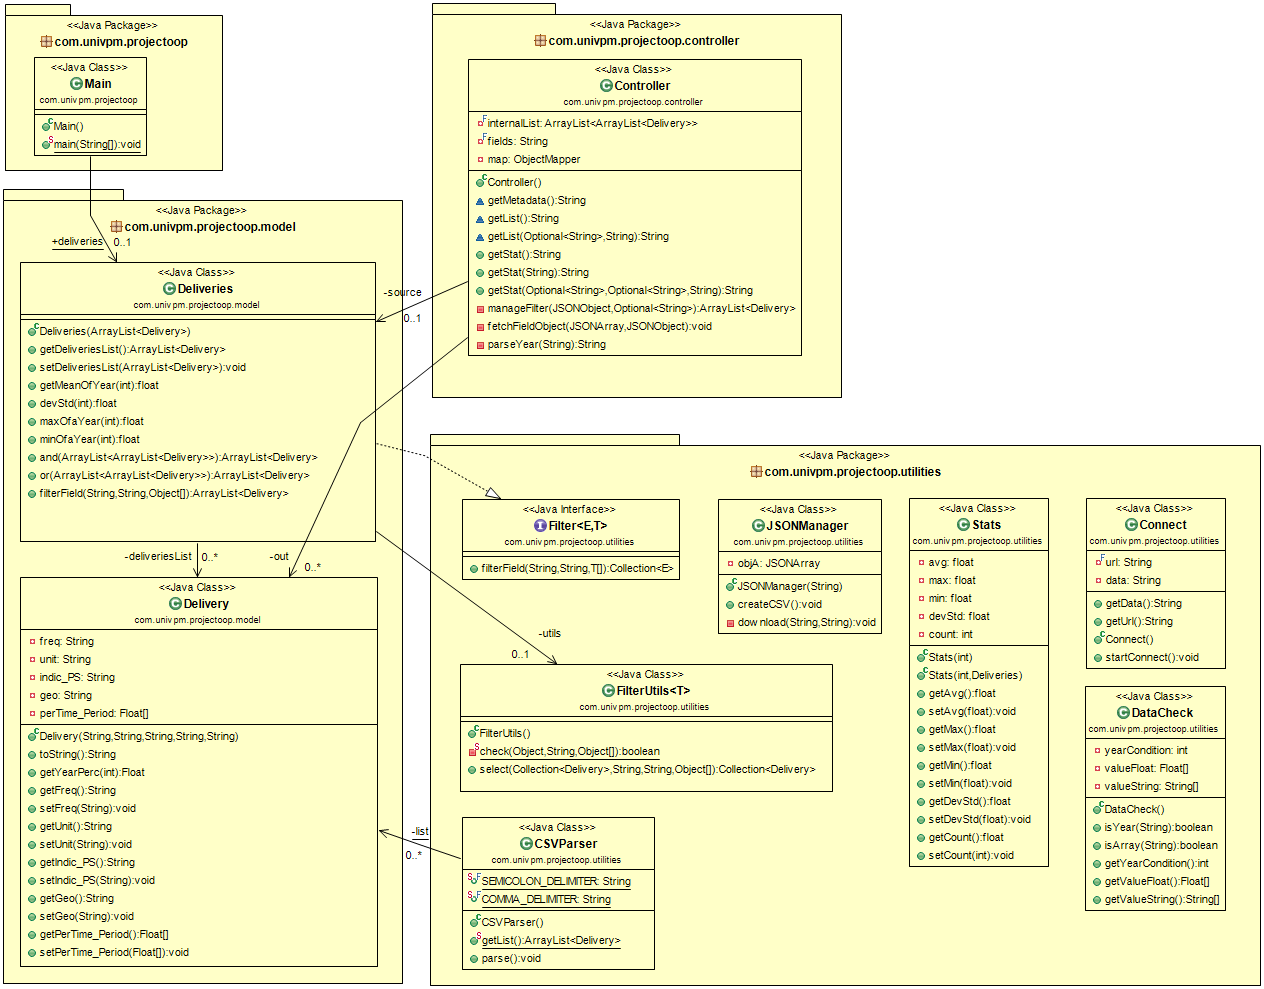 <<Java Package>>
com.univpm.projectoop
<<Java Class>>
Main
com.univpm.projectoop
Main()
main(String[]):void
<<Java Package>>
com.univpm.projectoop.controller
<<Java Class>>
Controller
com.univpm.projectoop.controller
internalList: ArrayList<ArrayList<Delivery>>
fields: String
map: ObjectMapper
Controller()
getMetadata():String
getList():String
getList(Optional<String>,String):String
getStat():String
getStat(String):String
getStat(Optional<String>,Optional<String>,String):String
manageFilter(JSONObject,Optional<String>):ArrayList<Delivery>
fetchFieldObject(JSONArray,JSONObject):void
parseYear(String):String
<<Java Package>>
com.univpm.projectoop.model
+deliveries
0..1
-source
0..1
<<Java Class>>
Deliveries
com.univpm.projectoop.model
Deliveries(ArrayList<Delivery>)
getDeliveriesList():ArrayList<Delivery>
setDeliveriesList(ArrayList<Delivery>):void
getMeanOfYear(int):float
devStd(int):float
maxOfaYear(int):float
minOfaYear(int):float
and(ArrayList<ArrayList<Delivery>>):ArrayList<Delivery>
or(ArrayList<ArrayList<Delivery>>):ArrayList<Delivery>
filterField(String,String,Object[]):ArrayList<Delivery>
-deliveriesList
0..*
-out
0..*
<<Java Class>>
Delivery
com.univpm.projectoop.model
freq: String
unit: String
indic_PS: String
geo: String
perTime_Period: Float[]
Delivery(String,String,String,String,String)
toString():String
getYearPerc(int):Float
getFreq():String
setFreq(String):void
getUnit():String
setUnit(String):void
getIndic_PS():String
setIndic_PS(String):void
getGeo():String
setGeo(String):void
getPerTime_Period():Float[]
setPerTime_Period(Float[]):void
<<Java Package>>
com.univpm.projectoop.utilities
<<Java Interface>>
Filter<E,T>
com.univpm.projectoop.utilities
filterField(String,String,T[]):Collection<E>
<<Java Class>>
JSONManager
com.univpm.projectoop.utilities
objA: JSONArray
JSONManager(String)
createCSV():void
download(String,String):void
<<Java Class>>
Stats
com.univpm.projectoop.utilities
avg: float
max: float
min: float
devStd: float
count: int
Stats(int)
Stats(int,Deliveries)
getAvg():float
setAvg(float):void
getMax():float
setMax(float):void
getMin():float
setMin(float):void
getDevStd():float
setDevStd(float):void
getCount():float
setCount(int):void
<<Java Class>>
Connect
com.univpm.projectoop.utilities
url: String
data: String
getData():String
getUrl():String
Connect()
startConnect():void
<<Java Class>>
DataCheck
com.univpm.projectoop.utilities
yearCondition: int
valueFloat: Float[]
valueString: String[]
DataCheck()
isYear(String):boolean
isArray(String):boolean
getYearCondition():int
getValueFloat():Float[]
getValueString():String[]
-utils
0..1
<<Java Class>>
FilterUtils<T>
com.univpm.projectoop.utilities
FilterUtils()
check(Object,String,Object[]):boolean
select(Collection<Delivery>,String,String,Object[]):Collection<Delivery>
-list
0..*
<<Java Class>>
CSVParser
com.univpm.projectoop.utilities
SEMICOLON_DELIMITER: String
COMMA_DELIMITER: String
CSVParser()
getList():ArrayList<Delivery>
parse():void